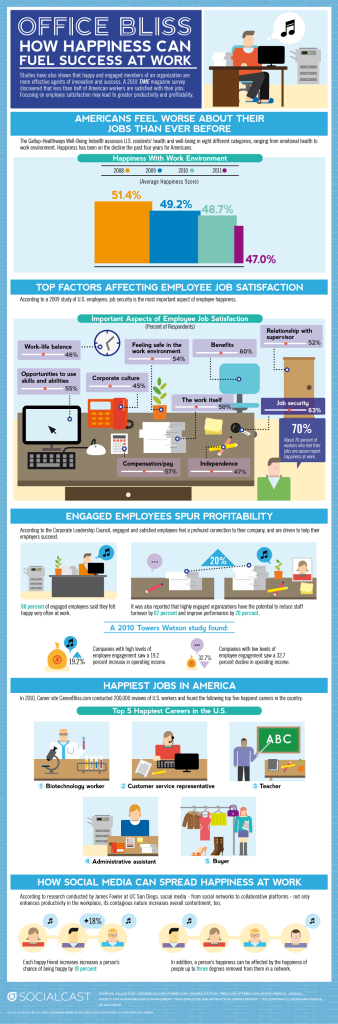 OFFICE BLISS
HOW HAPPINESS CAN
FUEL SUCCESS AT WORK
Studies have also shown that happy and engaged members of an organization are
more effective agents of innovation and success. A 2010 TIME magazine survey
discovered that less than half of American workers are satisfied with their jobs.
Focusing on employee satisfaction may lead to greater productivity and profitability.
AMERICANS FEEL WORSE ABOUT THEIR
JOBS THAN EVER BEFORE
The Gallup-Healthways Well-Being Index® assesses U.S. residents' health and well-being in eight different categories, ranging from emotional health to
work environment. Happiness has been on the decline the past four years for Americans.
Happiness With Work Environment
2008 2009 2010 2011
(Average Happiness Score)
51.4%
49.2%
48.7%
47.0%
TOP FACTORS AFFECTING EMPLOYEE JOB SATISFACTION
According to a 2009 study of U.S. employees, job security is the most important aspect of employee happiness.
Important Aspects of Employee Job Satisfaction
(Percent of Respondents)
Work-life balance
46%
Feeling safe in the
work environment
54%
Benefits
60%
Relationship with
supervisor
52%
Opportunities to use
skills and abilities
55%
Corporate culture
45%
The work itself
50%
Job security
63%
Compensation/pay
57%
Independence
47%
70%
About 70 percent of
workers who feel their
jobs are secure report
happiness at work.
ENGAGED EMPLOYEES SPUR PROFITABILITY
According to the Corporate Leadership Council, engaged and satisfied employees feel a profound connection to their company, and are driven to help their
employers succeed.
20%
86 percent of engaged employees said they felt
happy very often at work.
It was also reported that highly engaged organizations have the potential to reduce staff
turnover by 87 percent and improve performance by 20 percent.
A 2010 Towers Watson study found:
19.2%
Companies with high levels of
employee engagement saw a 19.2
percent increase in operating income.
32.7%
Companies with low levels of
employee engagement saw a 32.7
percent decline in operating income.
HAPPIEST JOBS IN AMERICA
In 2010, Career site CareerBliss.com conducted 200,000 reviews of U.S. workers and found the following top five happiest careers in the country:
Top 5 Happiest Careers in the U.S.
ABC
1 Biotechnology worker
2 Customer service representative
3 Teacher
4 Administrative assistant
5 Buyer
HOW SOCIAL MEDIA CAN SPREAD HAPPINESS AT WORK
According to research conducted by James Fowler at UC San Diego, social media - from social networks to collaborative platforms - not only
enhances productivity in the workplace, its contagious nature increases overall contentment, too.
+18%
Each happy friend increases increases a person's
chance of being happy by 18 percent
In addition, a person's happiness can be affected by the happiness of
people up to three degrees removed from them in a network.
SOCIALCAST